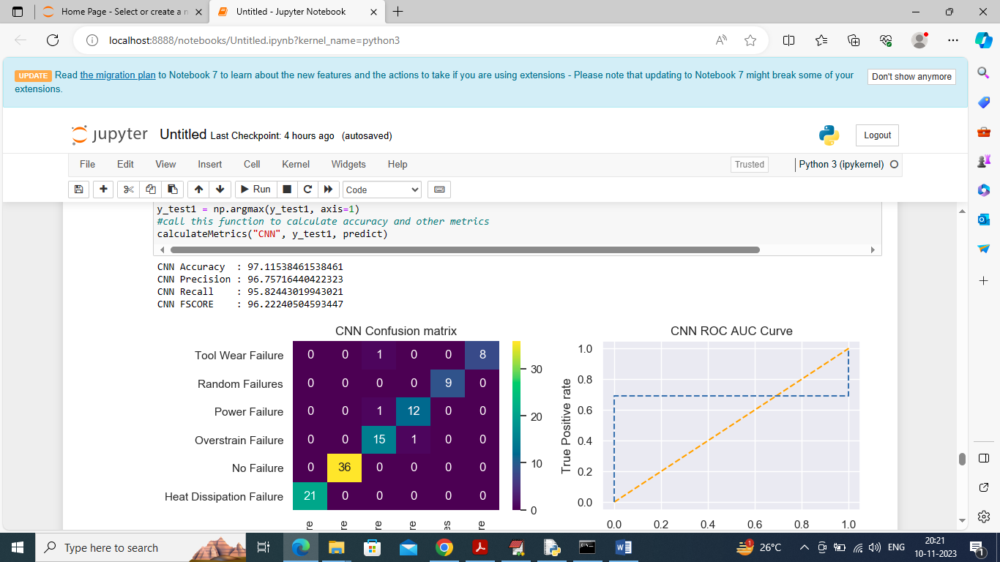 Home Page - Select or create a n
Untitled - Jupyter Notebook
localhost:8888/notebooks/Untitled.ipynb?kernel_name=python3
UPDATE Read the migration plan to Notebook 7 to learn about the new features and the actions to take if you are using extensions - Please note that updating to Notebook 7 might break some of your
extensions.
Don't show anymore
jupyter Untitled Last Checkpoint: 4 hours ago (autosaved)
Logout
File Edit View Insert Cell Kernel Widgets Help
Trusted
Python 3 (ipykernel)
Run
Code
y_test1 = np.argmax(y_test1, axis=1)
#call this function to calculate accuracy and other metrics
calculateMetrics("CNN", y_test1, predict)
CNN Accuracy  : 97.11538461538461
CNN Precision : 96.75716440422323
CNN Recall    : 95.82443019943021
CNN FSCORE    : 96.22240504593447
CNN Confusion matrix
Tool Wear Failure 0 0 1 0 0 8
Random Failures 0 0 0 0 9 0
Power Failure 0 0 1 12 0 0
Overstrain Failure 0 0 15 1 0 0
No Failure 0 36 0 0 0 0
Heat Dissipation Failure 21 0 0 0 0 0
re re re re es re
30
20
10
0
CNN ROC AUC Curve
True Positive rate
1.0
0.8
0.6
0.4
0.2
0.0
0.0 0.2 0.4 0.6 0.8 1.0
Type here to search
1
26°C
ENG
20:21
10-11-2023
1